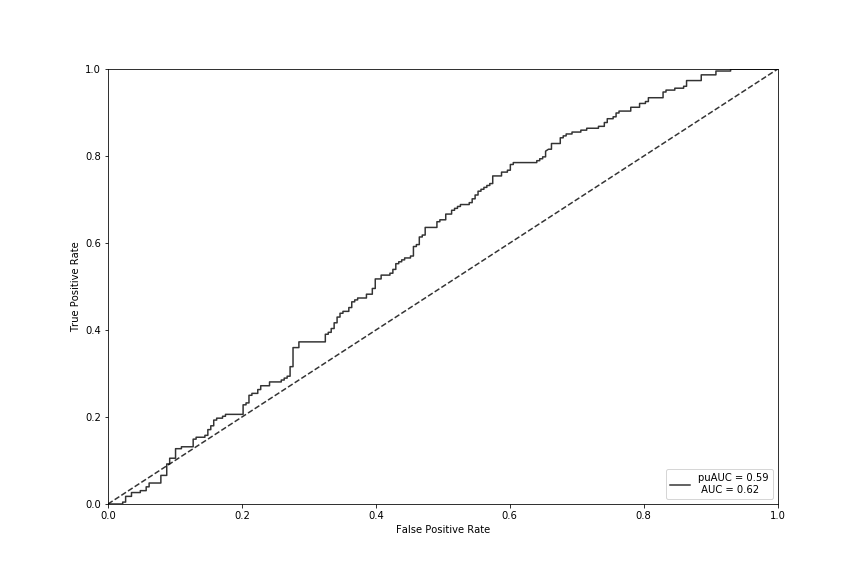 1.0
0.8
True Positive Rate
0.6
0.4
0.2
0.0
puAUC = 0.59
AUC = 0.62
0.0 0.2 0.4 0.6 0.8 1.0
False Positive Rate